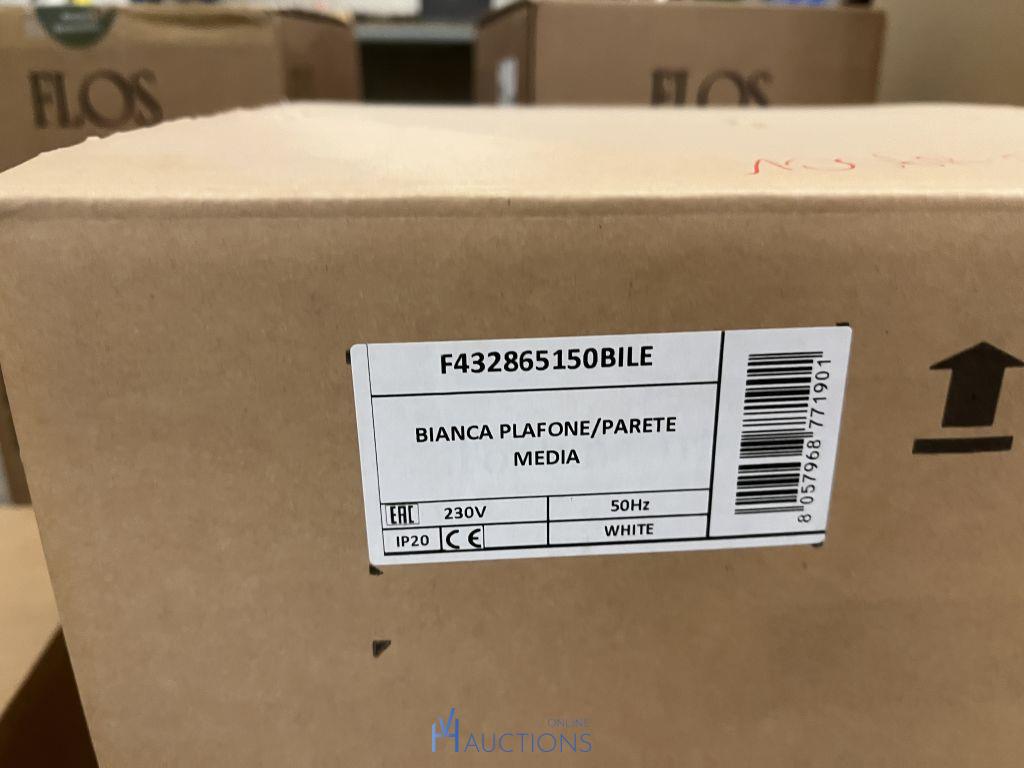 FLOS
FLOS
F432865150BILE
BIANCA PLAFONE/PARETE
MEDIA
EAC 230V 50Hz
IP20 CE WHITE
8 057968 771901
ONLINE
AUCTIONS